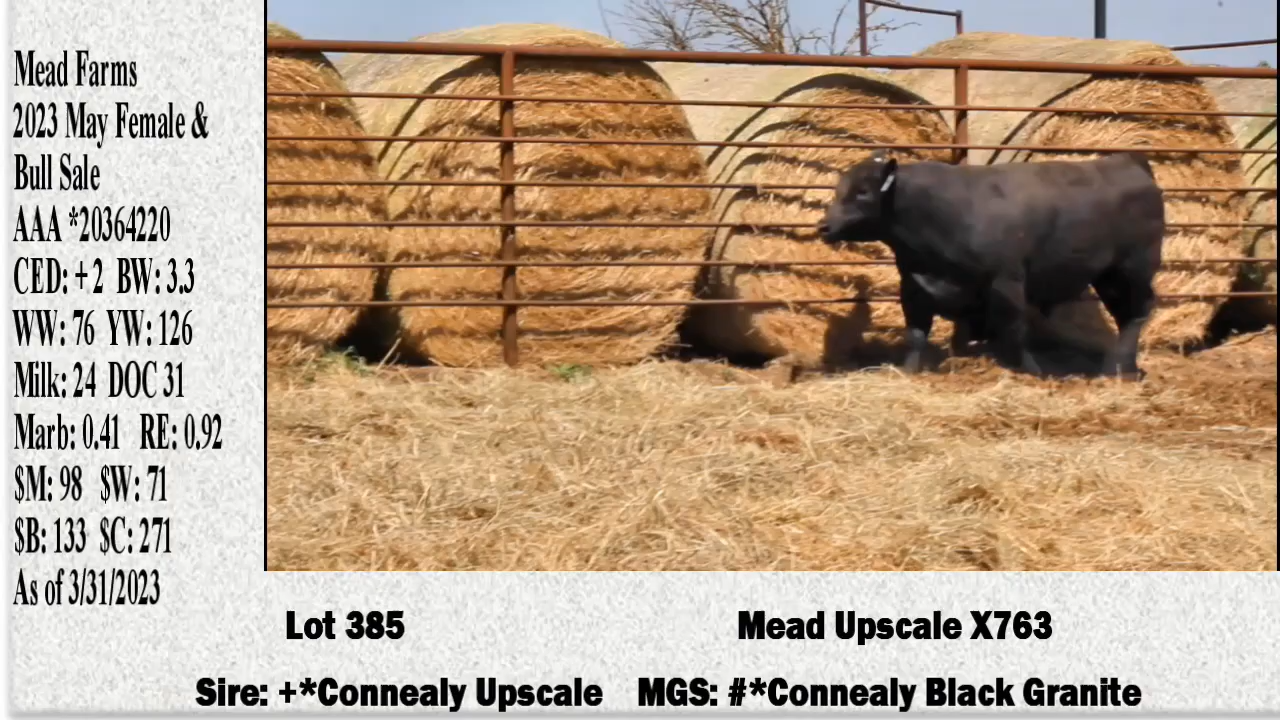 Mead Farms
2023 May Female &
Bull Sale
AAA *20364220
CED: + 2 BW: 3.3
WW: 76 YW: 126
Milk: 24 DOC 31
Marb: 0.41 RE: 0.92
$M: 98 $W: 71
$B: 133 $C: 271
As of 3/31/2023
Lot 385 Mead Upscale X763
Sire: +*Connealy Upscale MGS: #*Connealy Black Granite